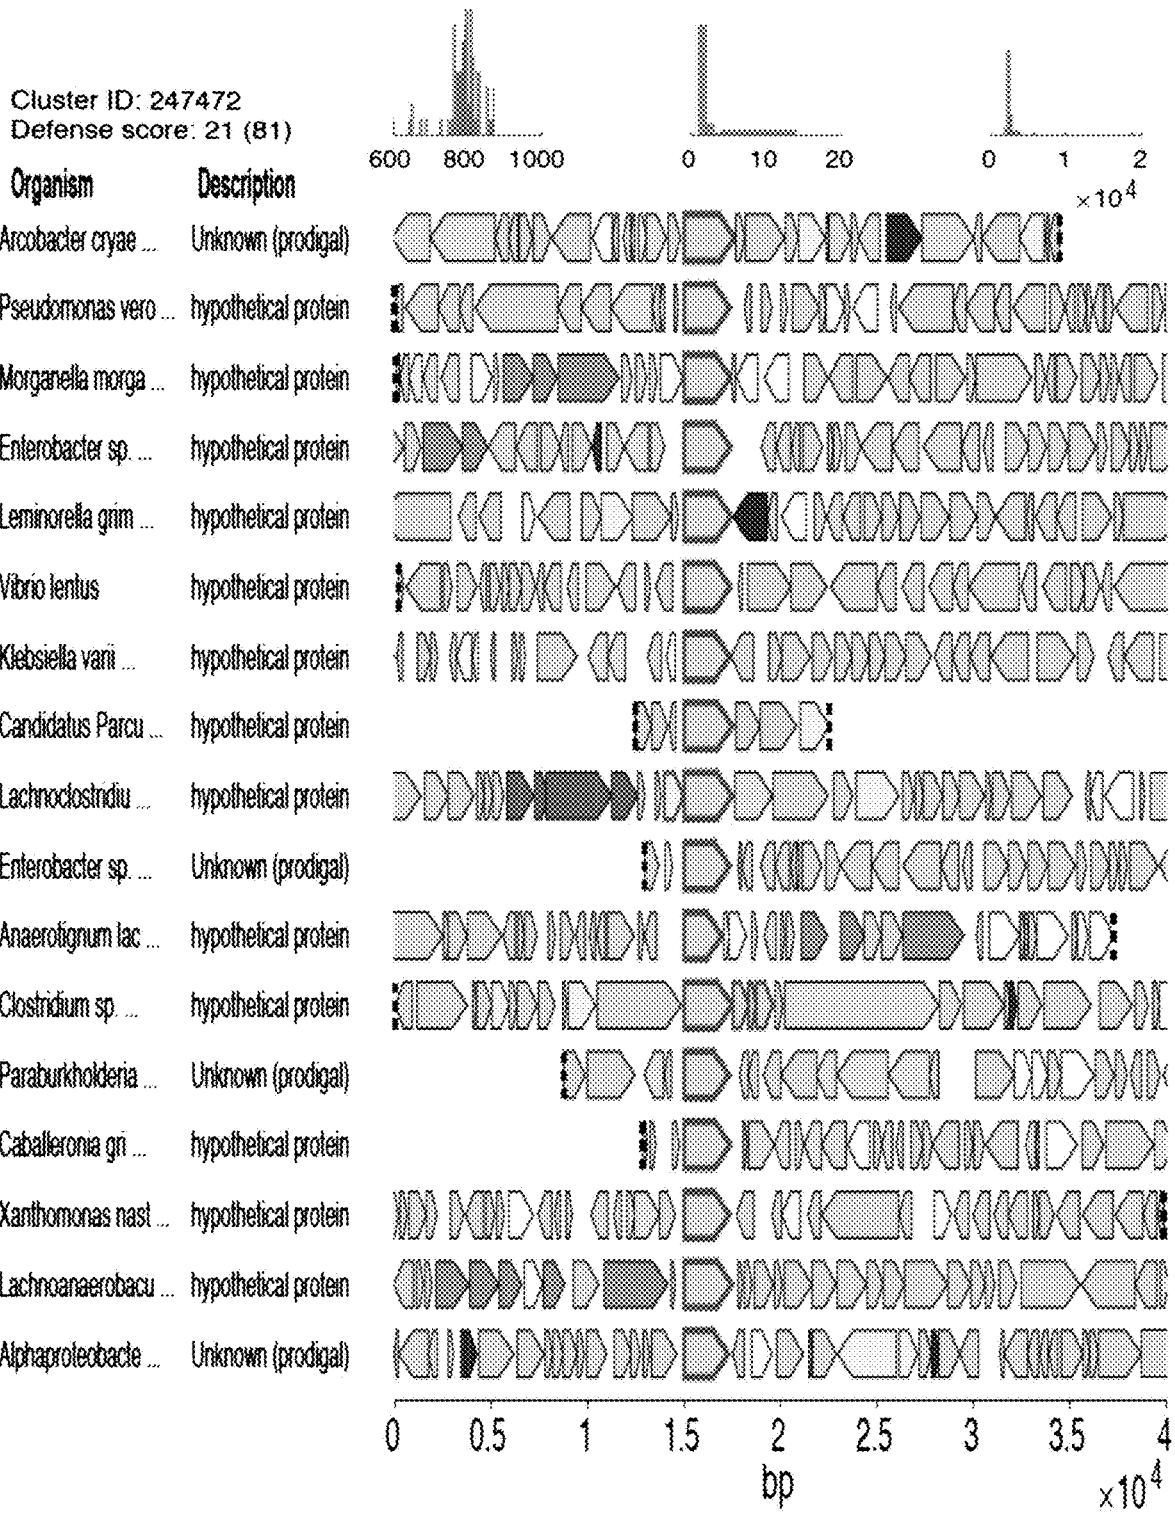 Cluster ID: 247472
Defense score: 21 (81)
600 800 1000
0 10 20
0 1 2
×10^4
Organism Description
Arcobacter cryae ... Unknown (prodigal)
Pseudomonas vero ... hypothetical protein
Morganella morga ... hypothetical protein
Enterobacter sp. ... hypothetical protein
Leminorella grim ... hypothetical protein
Vibrio lentus hypothetical protein
Klebsiella varii ... hypothetical protein
Candidatus Parcu ... hypothetical protein
Lachnoclostridiu ... hypothetical protein
Enterobacter sp. ... Unknown (prodigal)
Anaerotignum lac ... hypothetical protein
Clostridium sp. ... hypothetical protein
Paraburkholderia ... Unknown (prodigal)
Caballeronia gri ... hypothetical protein
Xanthomonas nast ... hypothetical protein
Lachnoanaerobacu ... hypothetical protein
Alphaproteobacte ... Unknown (prodigal)
0 0.5 1 1.5 2 2.5 3 3.5 4
bp
×10^4